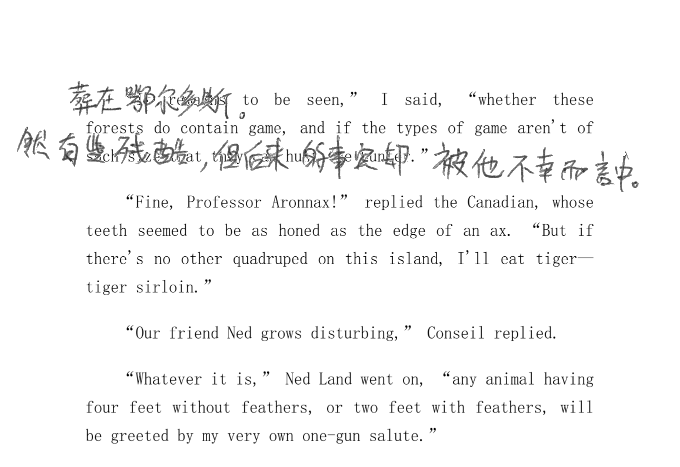 葬在鄂尔多斯。
remains to be seen,” I said, “whether these
forests do contain game, and if the types of game aren't of
然有些残酷，但后来的事实却被他不幸而言中。
such size that they hunt hunter.”
“Fine, Professor Aronnax!” replied the Canadian, whose
teeth seemed to be as honed as the edge of an ax. “But if
there's no other quadruped on this island, I'll eat tiger—
tiger sirloin.”
“Our friend Ned grows disturbing,” Conseil replied.
“Whatever it is,” Ned Land went on, “any animal having
four feet without feathers, or two feet with feathers, will
be greeted by my very own one-gun salute.”